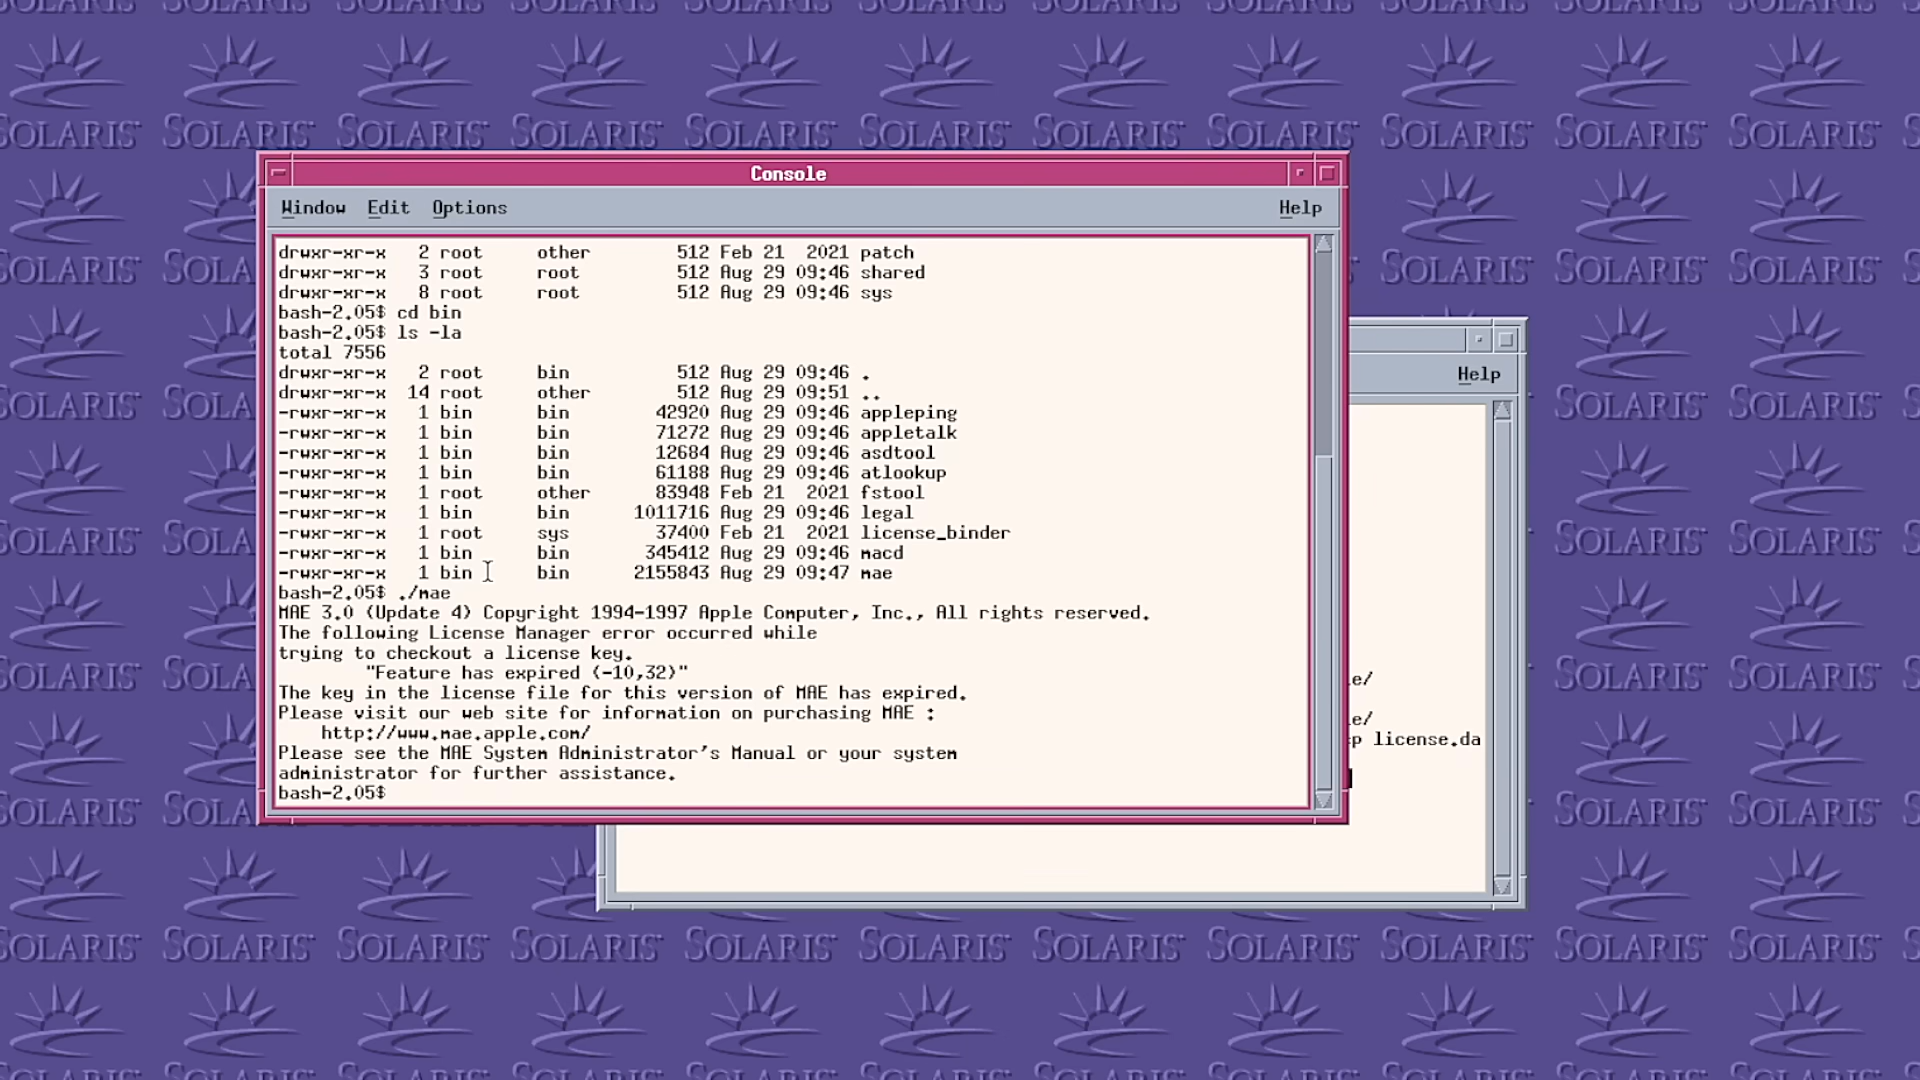 Console
Window Edit Options Help
drwxr-xr-x 2 root other 512 Feb 21 2021 patch
drwxr-xr-x 3 root root 512 Aug 29 09:46 shared
drwxr-xr-x 8 root root 512 Aug 29 09:46 sys
bash-2.05$ cd bin
bash-2.05$ ls -la
total 7556
drwxr-xr-x 2 root bin 512 Aug 29 09:46 .
drwxr-xr-x 14 root other 512 Aug 29 09:51 ..
-rwxr-xr-x 1 bin bin 42920 Aug 29 09:46 appleping
-rwxr-xr-x 1 bin bin 71272 Aug 29 09:46 appletalk
-rwxr-xr-x 1 bin bin 12684 Aug 29 09:46 asdtool
-rwxr-xr-x 1 bin bin 61188 Aug 29 09:46 atlookup
-rwxr-xr-x 1 root other 83948 Feb 21 2021 fstool
-rwxr-xr-x 1 bin bin 1011716 Aug 29 09:46 legal
-rwxr-xr-x 1 root sys 37400 Feb 21 2021 license_binder
-rwxr-xr-x 1 bin bin 345412 Aug 29 09:46 macd
-rwxr-xr-x 1 bin bin 2155843 Aug 29 09:47 mae
bash-2.05$ ./mae
MAE 3.0 (Update 4) Copyright 1994-1997 Apple Computer, Inc., All rights reserved.
The following License Manager error occurred while
trying to checkout a license key.
"Feature has expired (-10,32)"
The key in the license file for this version of MAE has expired.
Please visit our web site for information on purchasing MAE :
http://www.mae.apple.com/
Please see the MAE System Administrator's Manual or your system
administrator for further assistance.
bash-2.05$
Help
e/
e/
p license.da
SOLARIS